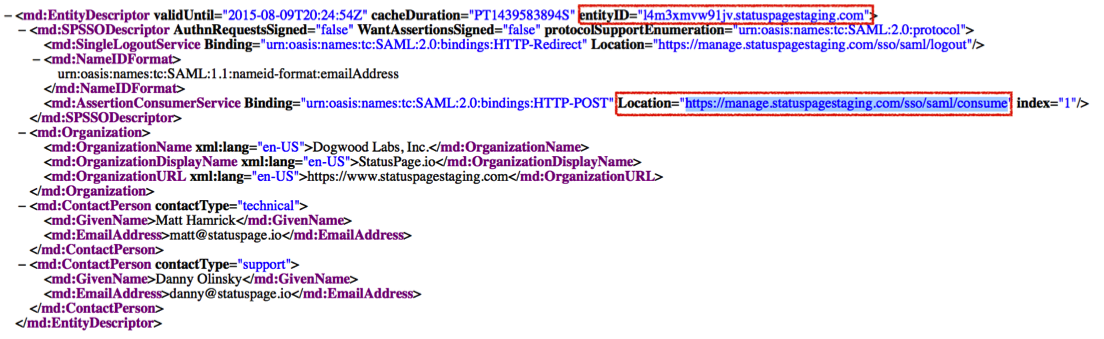 – <md:EntityDescriptor validUntil="2015-08-09T20:24:54Z" cacheDuration="PT1439583894S" entityID="l4m3xmvw91jv.statuspagestaging.com">
– <md:SPSSODescriptor AuthnRequestsSigned="false" WantAssertionsSigned="false" protocolSupportEnumeration="urn:oasis:names:tc:SAML:2.0:protocol">
<md:SingleLogoutService Binding="urn:oasis:names:tc:SAML:2.0:bindings:HTTP-Redirect" Location="https://manage.statuspagestaging.com/sso/saml/logout"/>
– <md:NameIDFormat>
urn:oasis:names:tc:SAML:1.1:nameid-format:emailAddress
</md:NameIDFormat>
<md:AssertionConsumerService Binding="urn:oasis:names:tc:SAML:2.0:bindings:HTTP-POST" Location="https://manage.statuspagestaging.com/sso/saml/consume" index="1"/>
</md:SPSSODescriptor>
– <md:Organization>
<md:OrganizationName xml:lang="en-US">Dogwood Labs, Inc.</md:OrganizationName>
<md:OrganizationDisplayName xml:lang="en-US">StatusPage.io</md:OrganizationDisplayName>
<md:OrganizationURL xml:lang="en-US">https://www.statuspagestaging.com</md:OrganizationURL>
</md:Organization>
– <md:ContactPerson contactType="technical">
<md:GivenName>Matt Hamrick</md:GivenName>
<md:EmailAddress>matt@statuspage.io</md:EmailAddress>
</md:ContactPerson>
– <md:ContactPerson contactType="support">
<md:GivenName>Danny Olinsky</md:GivenName>
<md:EmailAddress>danny@statuspage.io</md:EmailAddress>
</md:ContactPerson>
</md:EntityDescriptor>